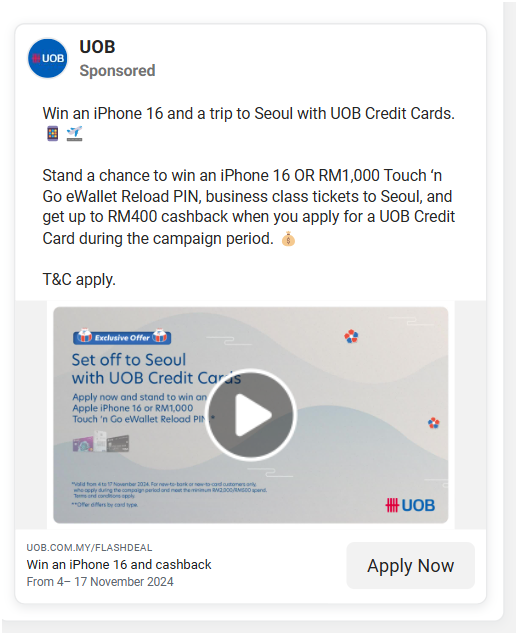 UOB
UOB
Sponsored
Win an iPhone 16 and a trip to Seoul with UOB Credit Cards.
Stand a chance to win an iPhone 16 OR RM1,000 Touch ‘n
Go eWallet Reload PIN, business class tickets to Seoul, and
get up to RM400 cashback when you apply for a UOB Credit
Card during the campaign period.
T&C apply.
Exclusive Offer
Set off to Seoul
with UOB Credit Cards
Apply now and stand to win an
Apple iPhone 16 or RM1,000
Touch ‘n Go eWallet Reload
*Valid from 4 to 17 November 2024. For new-to-bank or new-to-card customers only,
who apply during the campaign period and meet the minimum RM2,000/RM600 spend.
Terms and conditions apply.
**Offer differs by card type.
UOB
UOB.COM.MY/FLASHDEAL
Win an iPhone 16 and cashback
From 4– 17 November 2024
Apply Now